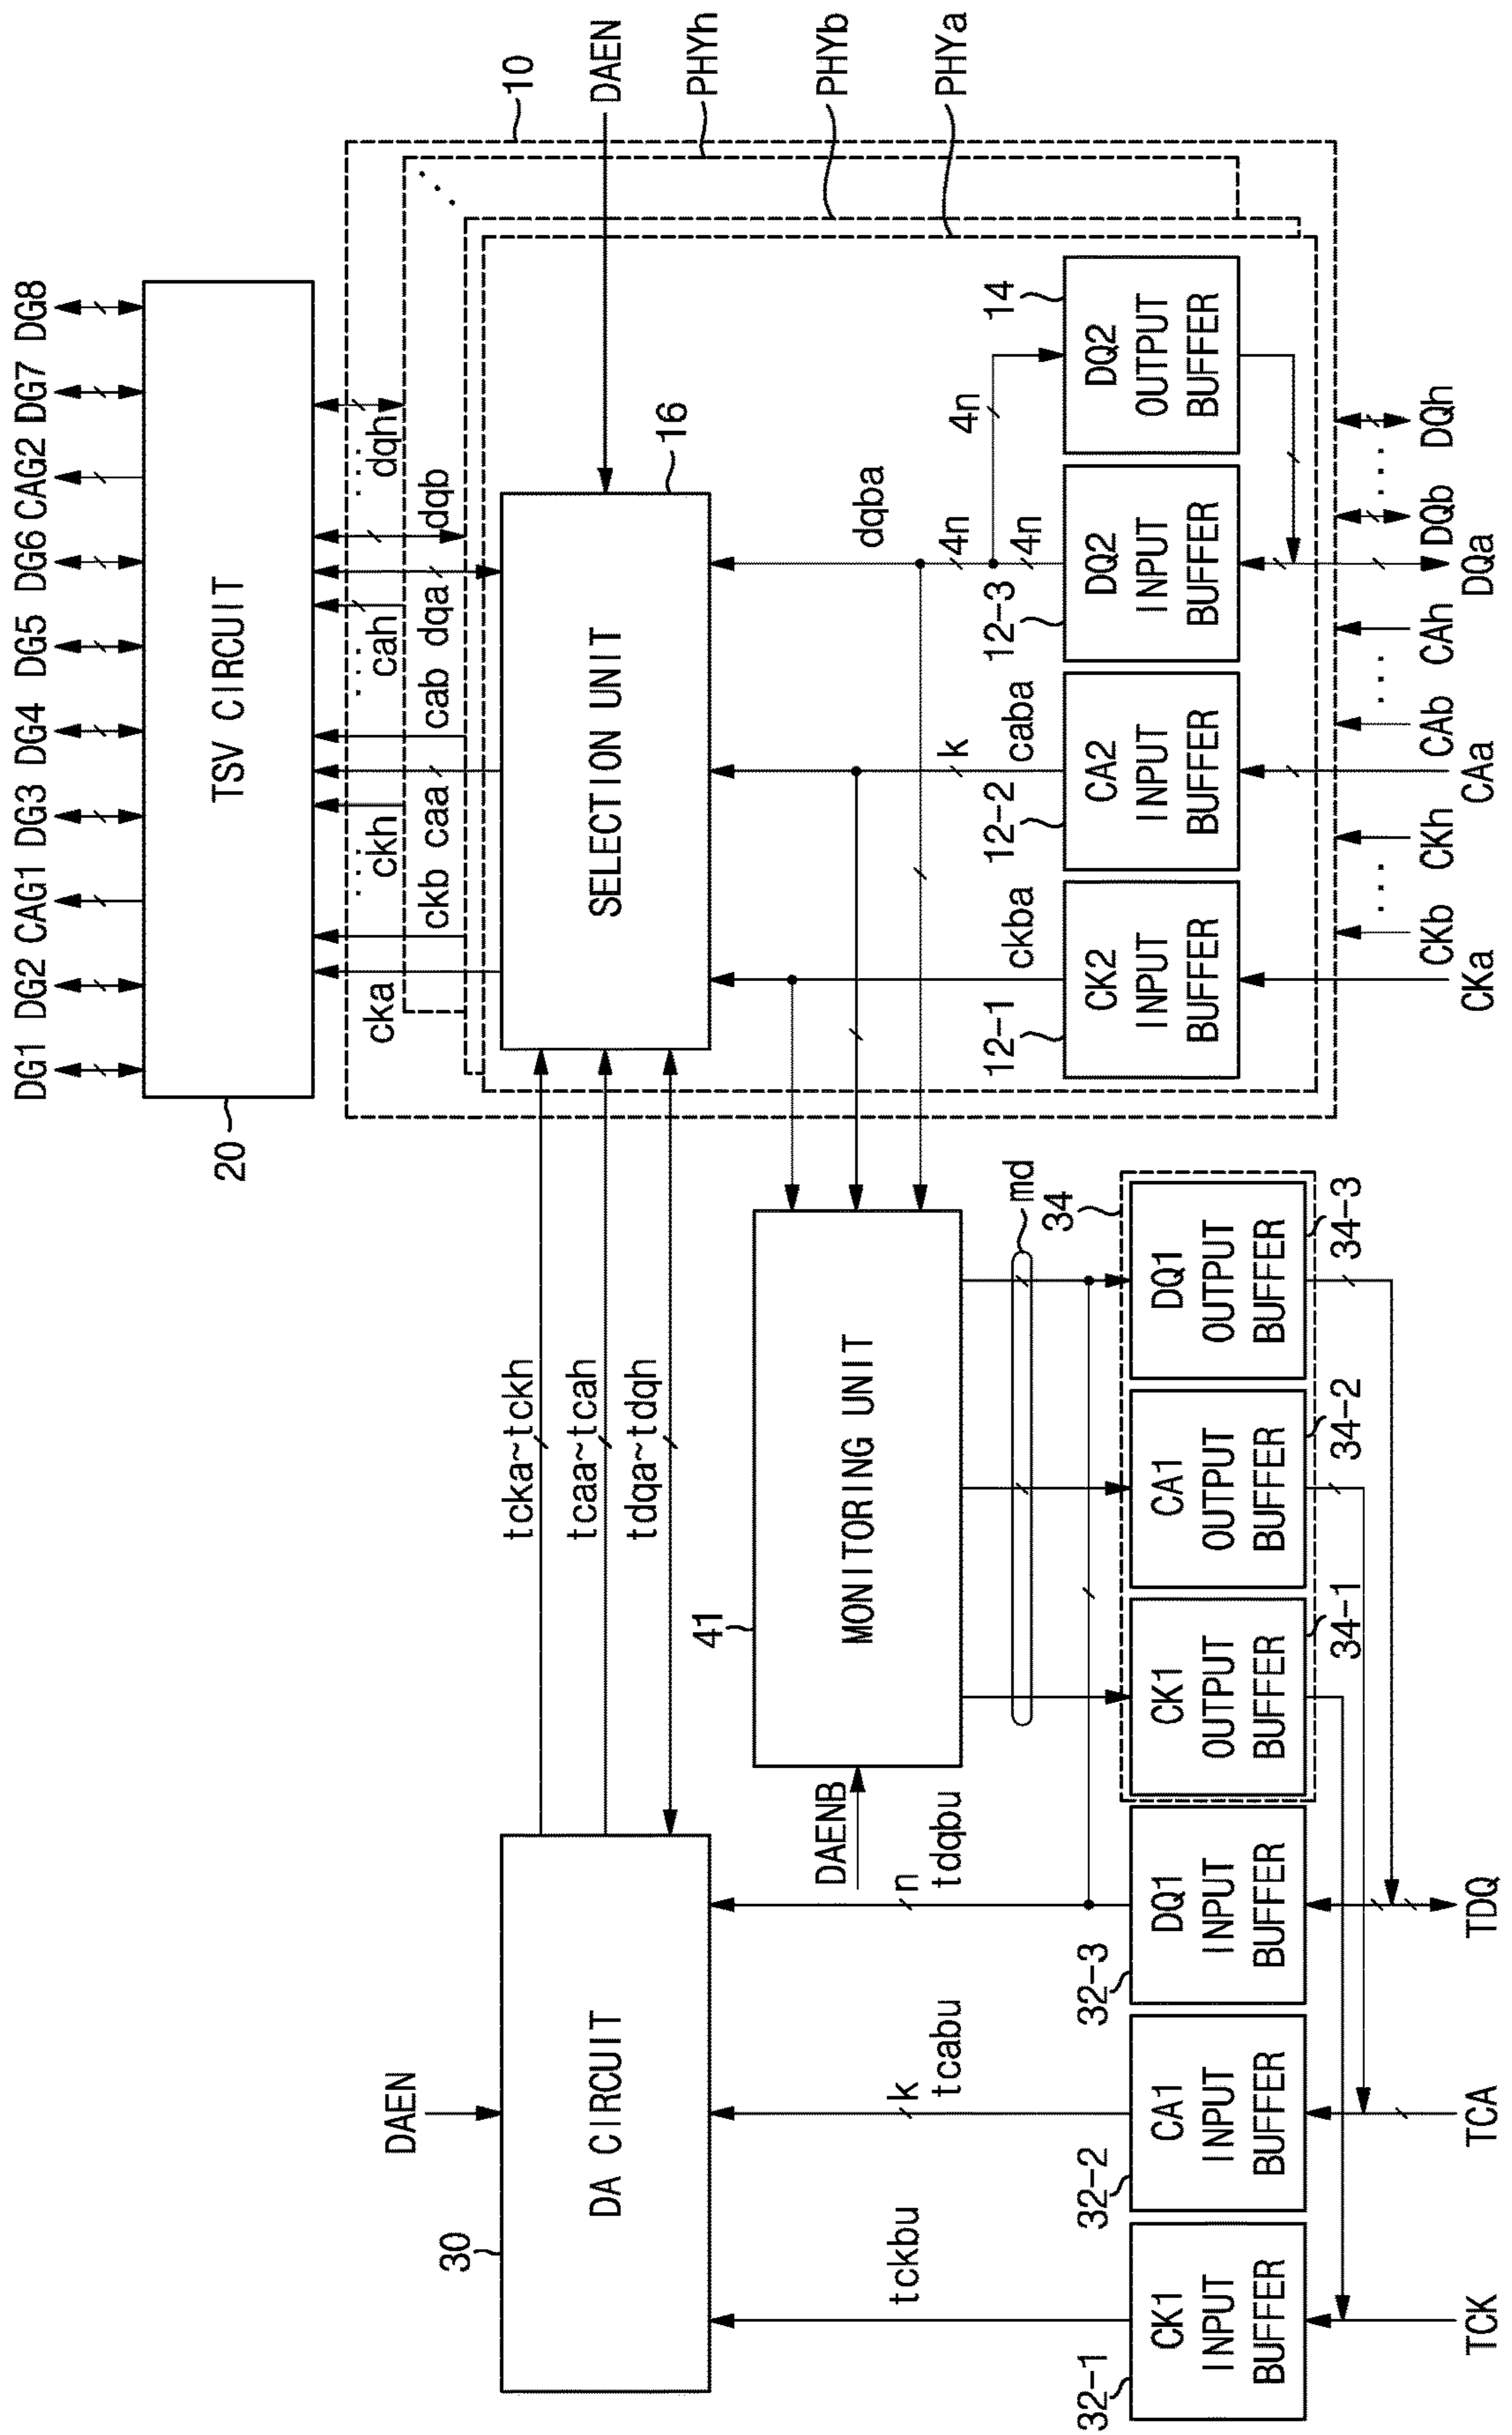 DG1 DG2 CAG1 DG3 DG4 DG5 DG6 CAG2 DG7 DG8
20
TSV CIRCUIT
cka
ckb
...
ckh
caa
cab
...
cah
dqa
dqb
...
dqh
10
DAEN
PHYh
PHYb
PHYa
...
SELECTION UNIT
16
ckba
k
caba
dqba
4n
4n
4n
12-1
CK2
INPUT
BUFFER
12-2
CA2
INPUT
BUFFER
12-3
DQ2
INPUT
BUFFER
14
DQ2
OUTPUT
BUFFER
CKa
CKb
...
CKh
CAa
CAb
...
CAh
DQa
DQb
...
DQh
DAEN
30
DA CIRCUIT
tcka~tckh
tcaa~tcah
tdqa~tdqh
41
MONITORING UNIT
DAENB
md
tckbu
k
tcabu
n
tdqbu
32-1
CK1
INPUT
BUFFER
32-2
CA1
INPUT
BUFFER
32-3
DQ1
INPUT
BUFFER
34
CK1
OUTPUT
BUFFER
34-1
CA1
OUTPUT
BUFFER
34-2
DQ1
OUTPUT
BUFFER
34-3
TCK
TCA
TDQ